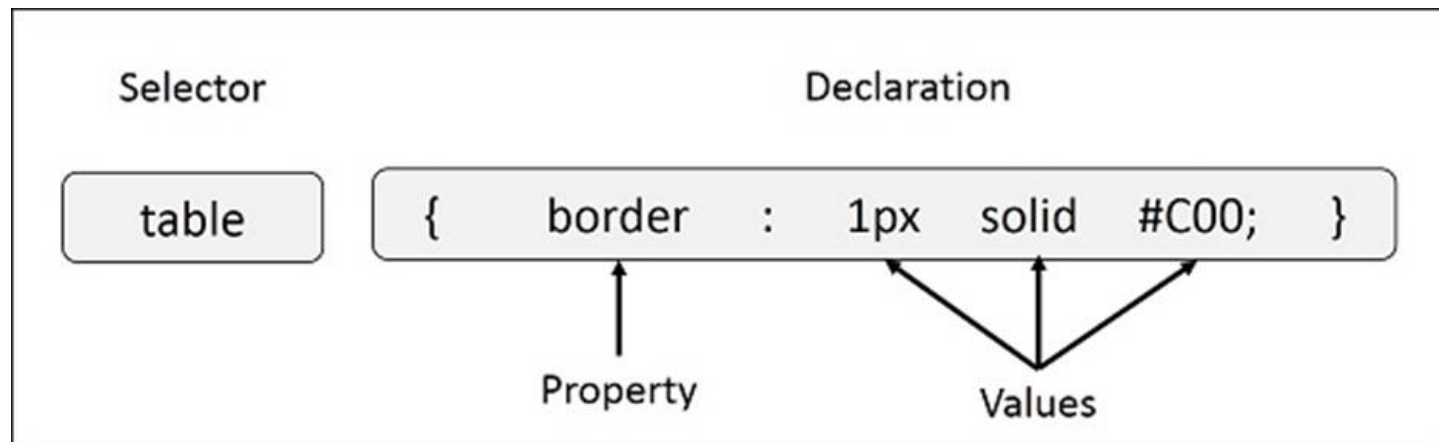 Selector Declaration
table { border : 1px solid #C00; }
Property Values